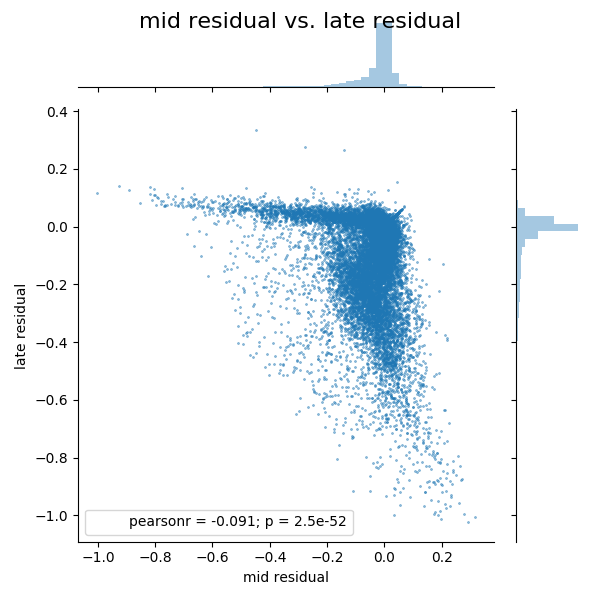 mid residual vs. late residual
0.4
0.2
0.0
−0.2
−0.4
−0.6
−0.8
−1.0
late residual
pearsonr = -0.091; p = 2.5e-52
−1.0 −0.8 −0.6 −0.4 −0.2 0.0 0.2
mid residual